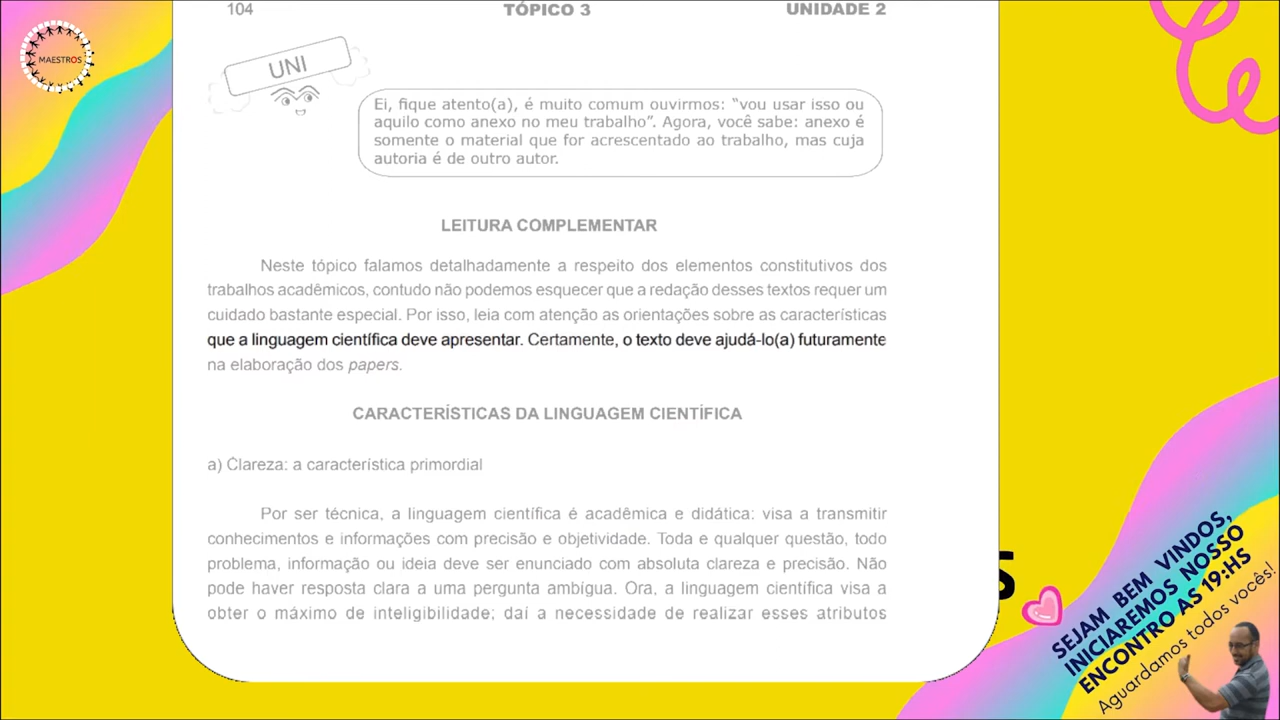 104 TÓPICO 3 UNIDADE 2
MAESTROS
UNI
Ei, fique atento(a), é muito comum ouvirmos: “vou usar isso ou
aquilo como anexo no meu trabalho”. Agora, você sabe: anexo é
somente o material que for acrescentado ao trabalho, mas cuja
autoria é de outro autor.
LEITURA COMPLEMENTAR
Neste tópico falamos detalhadamente a respeito dos elementos constitutivos dos
trabalhos acadêmicos, contudo não podemos esquecer que a redação desses textos requer um
cuidado bastante especial. Por isso, leia com atenção as orientações sobre as características
que a linguagem científica deve apresentar. Certamente, o texto deve ajudá-lo(a) futuramente
na elaboração dos papers.
CARACTERÍSTICAS DA LINGUAGEM CIENTÍFICA
a) Clareza: a característica primordial
Por ser técnica, a linguagem científica é acadêmica e didática: visa a transmitir
conhecimentos e informações com precisão e objetividade. Toda e qualquer questão, todo
problema, informação ou ideia deve ser enunciado com absoluta clareza e precisão. Não
pode haver resposta clara a uma pergunta ambígua. Ora, a linguagem científica visa a
obter o máximo de inteligibilidade; daí a necessidade de realizar esses atributos
S
SEJAM BEM VINDOS,
INICIAREMOS NOSSO
ENCONTRO AS 19:HS
Aguardamos todos vocês!